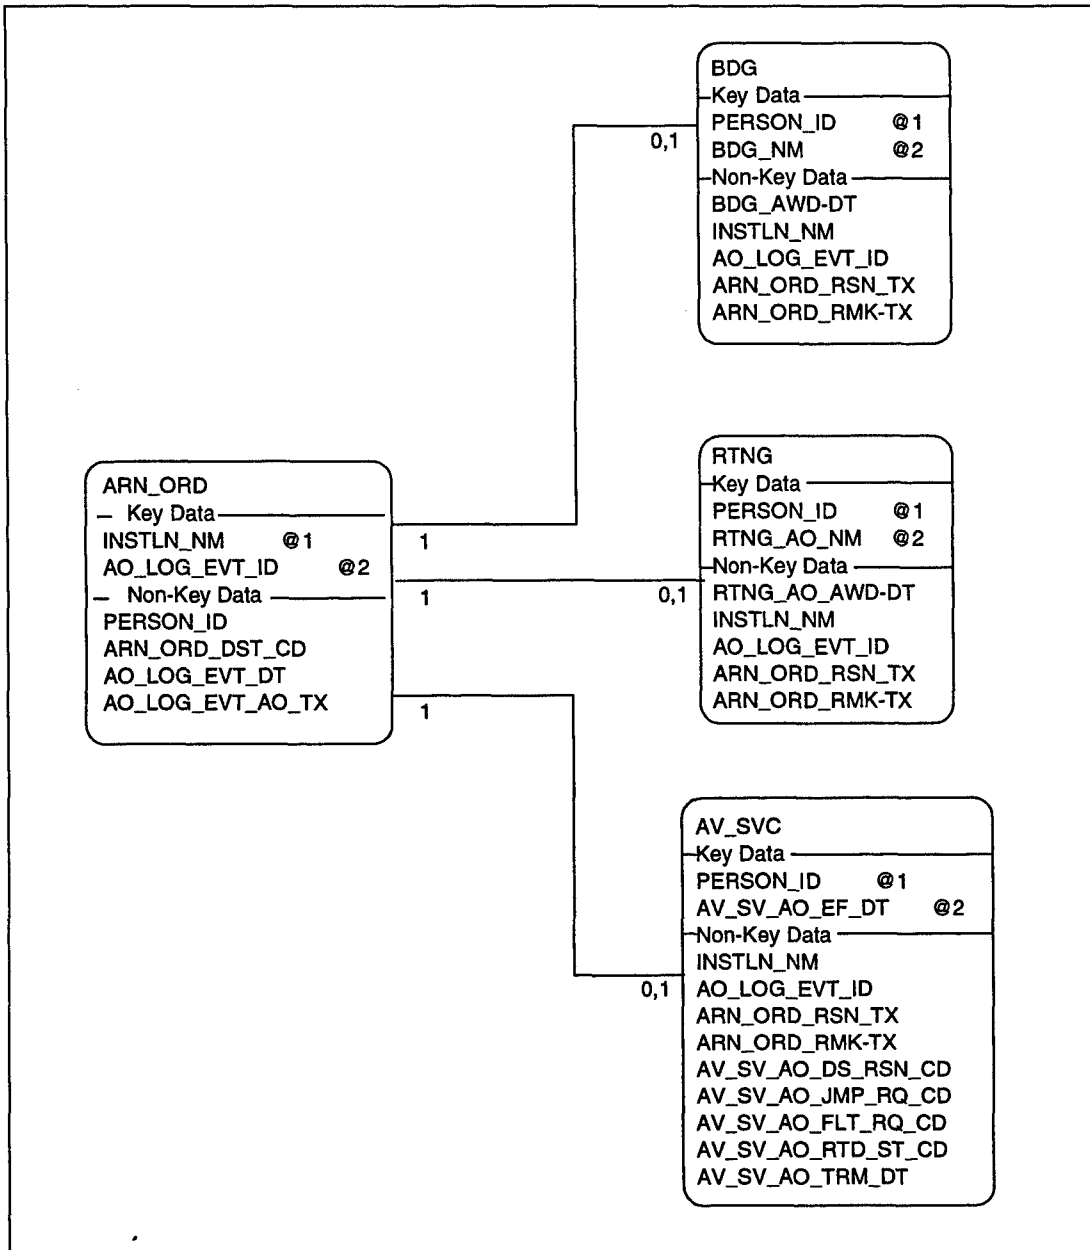 BDG
Key Data
PERSON_ID @1
BDG_NM @2
Non-Key Data
BDG_AWD-DT
INSTLN_NM
AO_LOG_EVT_ID
ARN_ORD_RSN_TX
ARN_ORD_RMK-TX
0,1
ARN_ORD
Key Data
INSTLN_NM @1
AO_LOG_EVT_ID @2
Non-Key Data
PERSON_ID
ARN_ORD_DST_CD
AO_LOG_EVT_DT
AO_LOG_EVT_AO_TX
1
1
1
0,1
RTNG
Key Data
PERSON_ID @1
RTNG_AO_NM @2
Non-Key Data
RTNG_AO_AWD-DT
INSTLN_NM
AO_LOG_EVT_ID
ARN_ORD_RSN_TX
ARN_ORD_RMK-TX
0,1
AV_SVC
Key Data
PERSON_ID @1
AV_SV_AO_EF_DT @2
Non-Key Data
INSTLN_NM
AO_LOG_EVT_ID
ARN_ORD_RSN_TX
ARN_ORD_RMK-TX
AV_SV_AO_DS_RSN_CD
AV_SV_AO_JMP_RQ_CD
AV_SV_AO_FLT_RQ_CD
AV_SV_AO_RTD_ST_CD
AV_SV_AO_TRM_DT